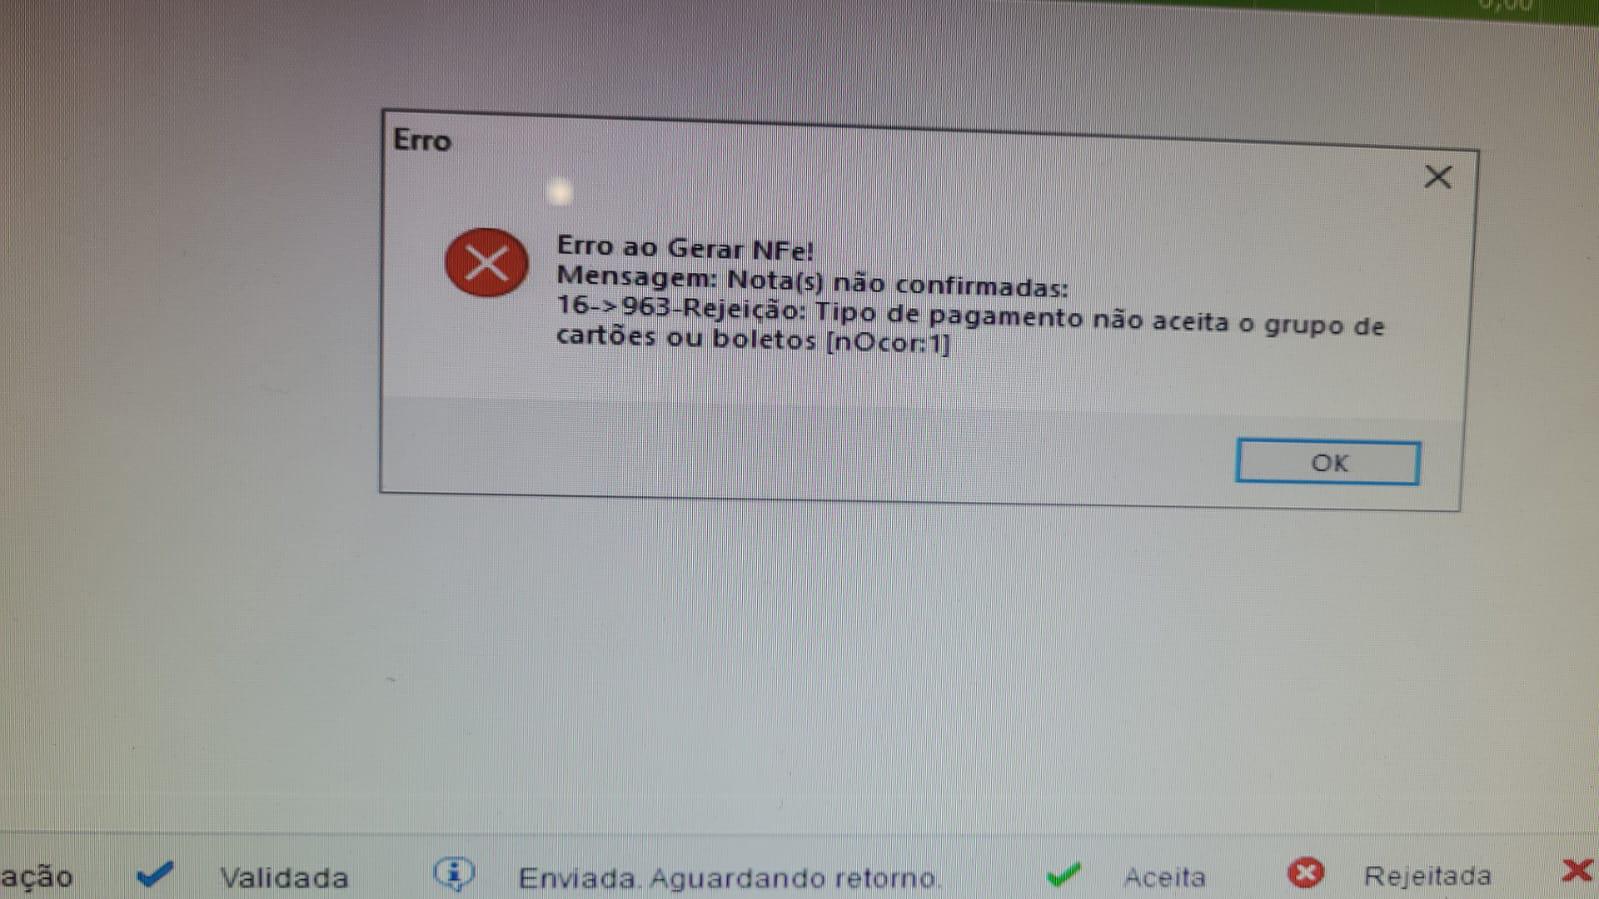 0,00
Erro
Erro ao Gerar NFe!
Mensagem: Nota(s) não confirmadas:
16->963-Rejeição: Tipo de pagamento não aceita o grupo de
cartões ou boletos [nOcor:1]
OK
ação Validada Enviada. Aguardando retorno. Aceita Rejeitada